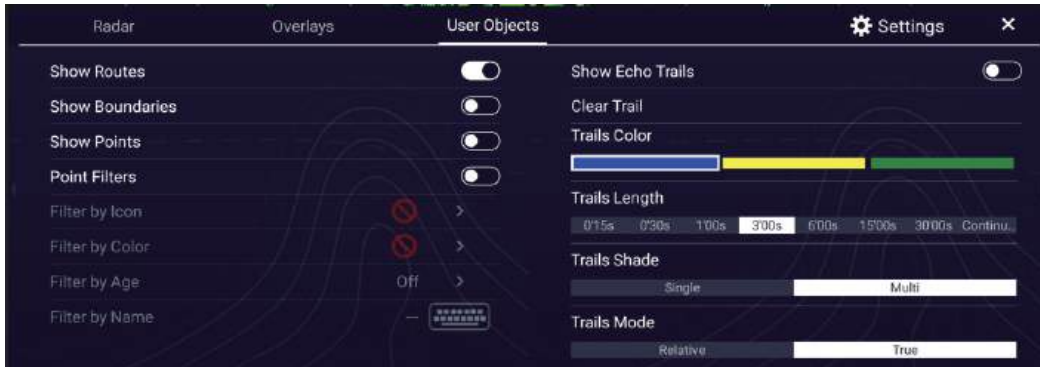 Radar Overlays User Objects Settings ×
Show Routes
Show Boundaries
Show Points
Point Filters
Filter by Icon >
Filter by Color >
Filter by Age Off >
Filter by Name —
Show Echo Trails
Clear Trail
Trails Color
Trails Length
0'15s 0'30s 1'00s 3'00s 6'00s 15'00s 30'00s Continu...
Trails Shade
Single Multi
Trails Mode
Relative True